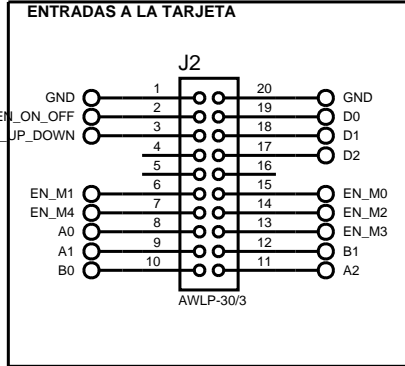 ENTRADAS A LA TARJETA
J2
GND 1 20 GND
EN_ON_OFF 2 19 D0
_UP_DOWN 3 18 D1
4 17 D2
5 16
EN_M1 6 15 EN_M0
EN_M4 7 14 EN_M2
A0 8 13 EN_M3
A1 9 12 B1
B0 10 11 A2
AWLP-30/3